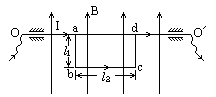 B
O I a d O′
l₁
b l₂ c